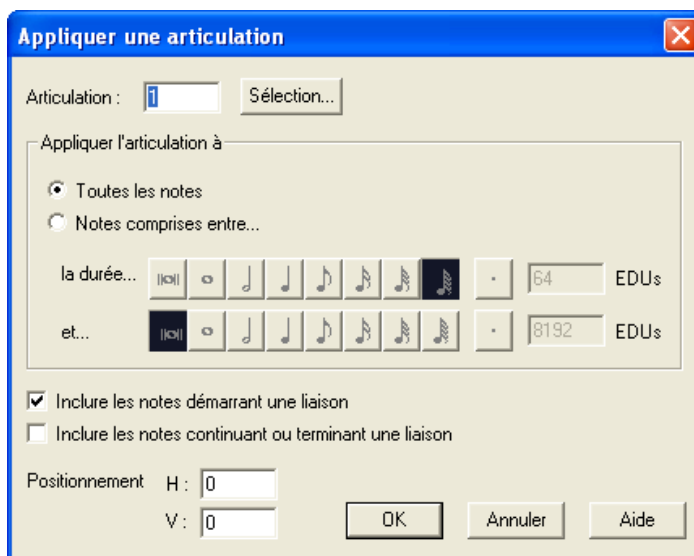 Appliquer une articulation
Articulation : 1 Sélection...
Appliquer l'articulation à
Toutes les notes
Notes comprises entre...
la durée... 64 EDUs
et... 8192 EDUs
Inclure les notes démarrant une liaison
Inclure les notes continuant ou terminant une liaison
Positionnement H : 0
V : 0 OK Annuler Aide